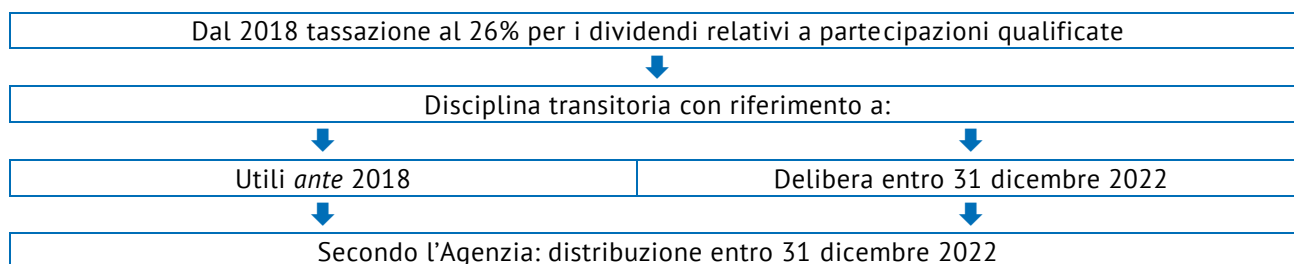 Dal 2018 tassazione al 26% per i dividendi relativi a partecipazioni qualificate
Disciplina transitoria con riferimento a:
Utili ante 2018
Delibera entro 31 dicembre 2022
Secondo l'Agenzia: distribuzione entro 31 dicembre 2022